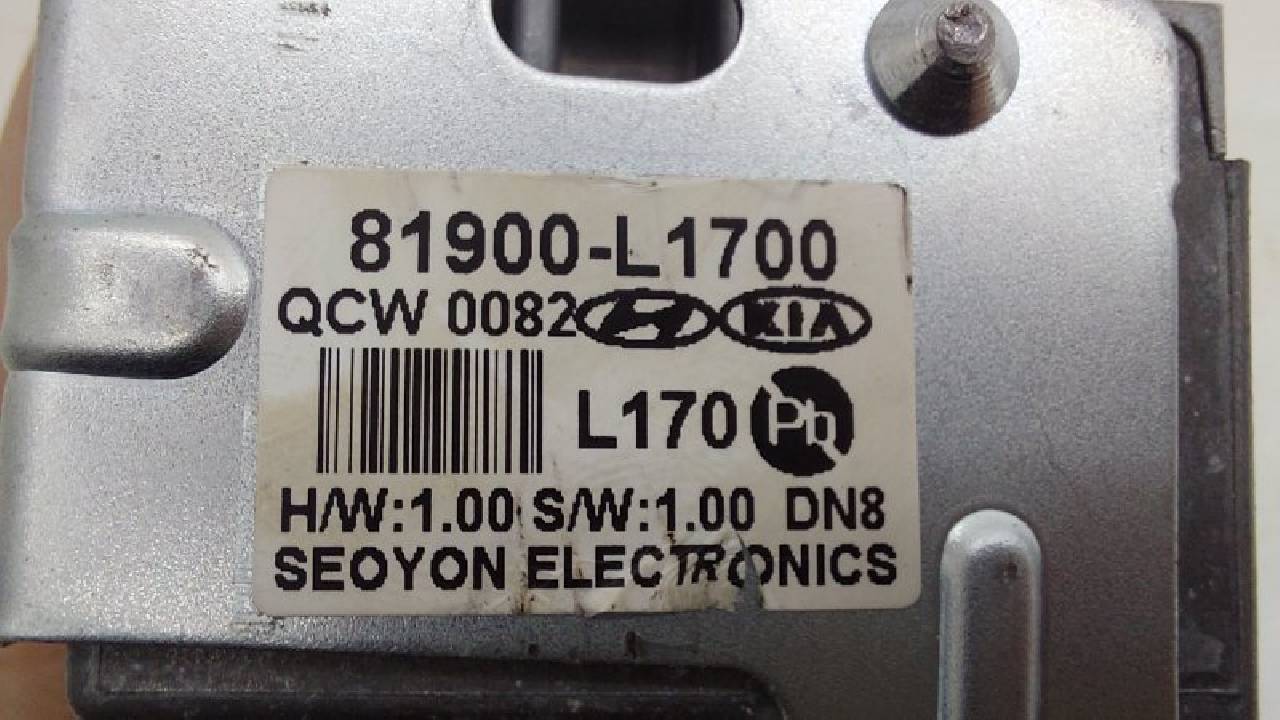 81900-L1700
QCW 0082 KIA
L170 Pb
H/W:1.00 S/W:1.00 DN8
SEOYON ELECTRONICS